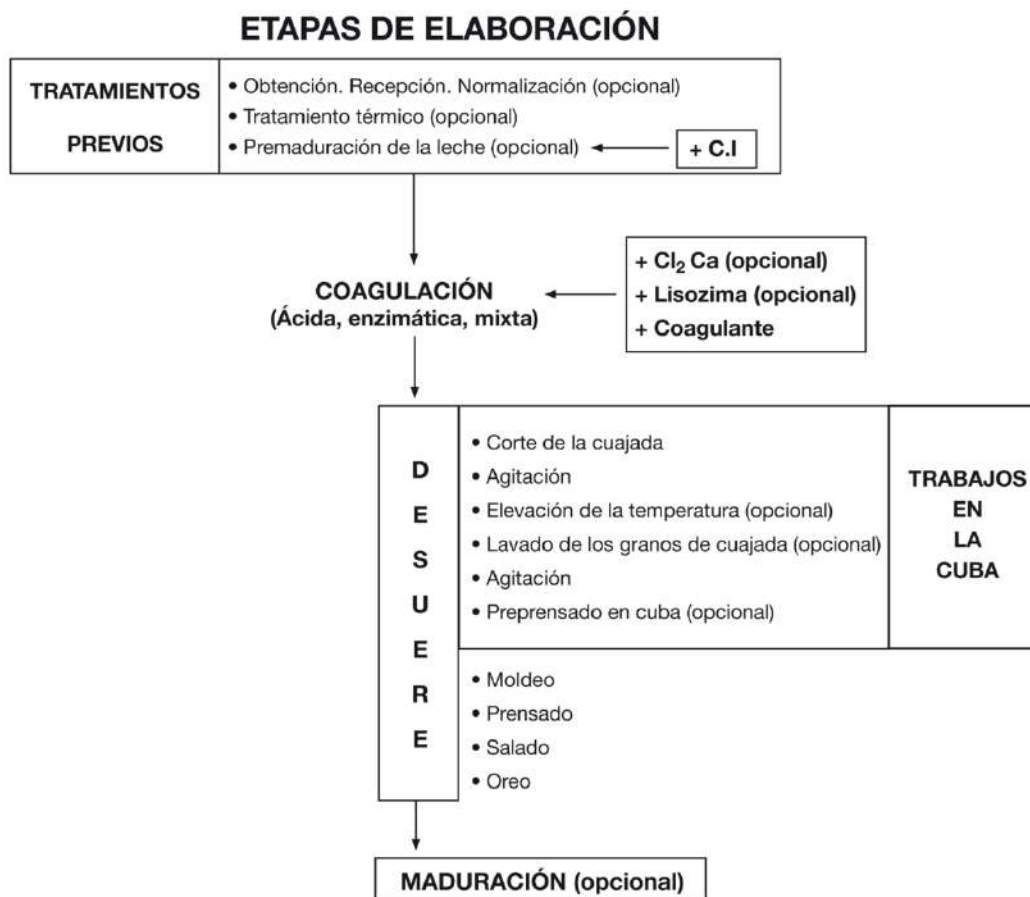 ETAPAS DE ELABORACIÓN
TRATAMIENTOS
PREVIOS
• Obtención. Recepción. Normalización (opcional)
• Tratamiento térmico (opcional)
• Premaduración de la leche (opcional)
+ C.I
COAGULACIÓN
(Ácida, enzimática, mixta)
+ Cl₂ Ca (opcional)
+ Lisozima (opcional)
+ Coagulante
D
E
S
U
E
R
E
• Corte de la cuajada
• Agitación
• Elevación de la temperatura (opcional)
• Lavado de los granos de cuajada (opcional)
• Agitación
• Preprensado en cuba (opcional)
TRABAJOS
EN
LA
CUBA
• Moldeo
• Prensado
• Salado
• Oreo
MADURACIÓN (opcional)